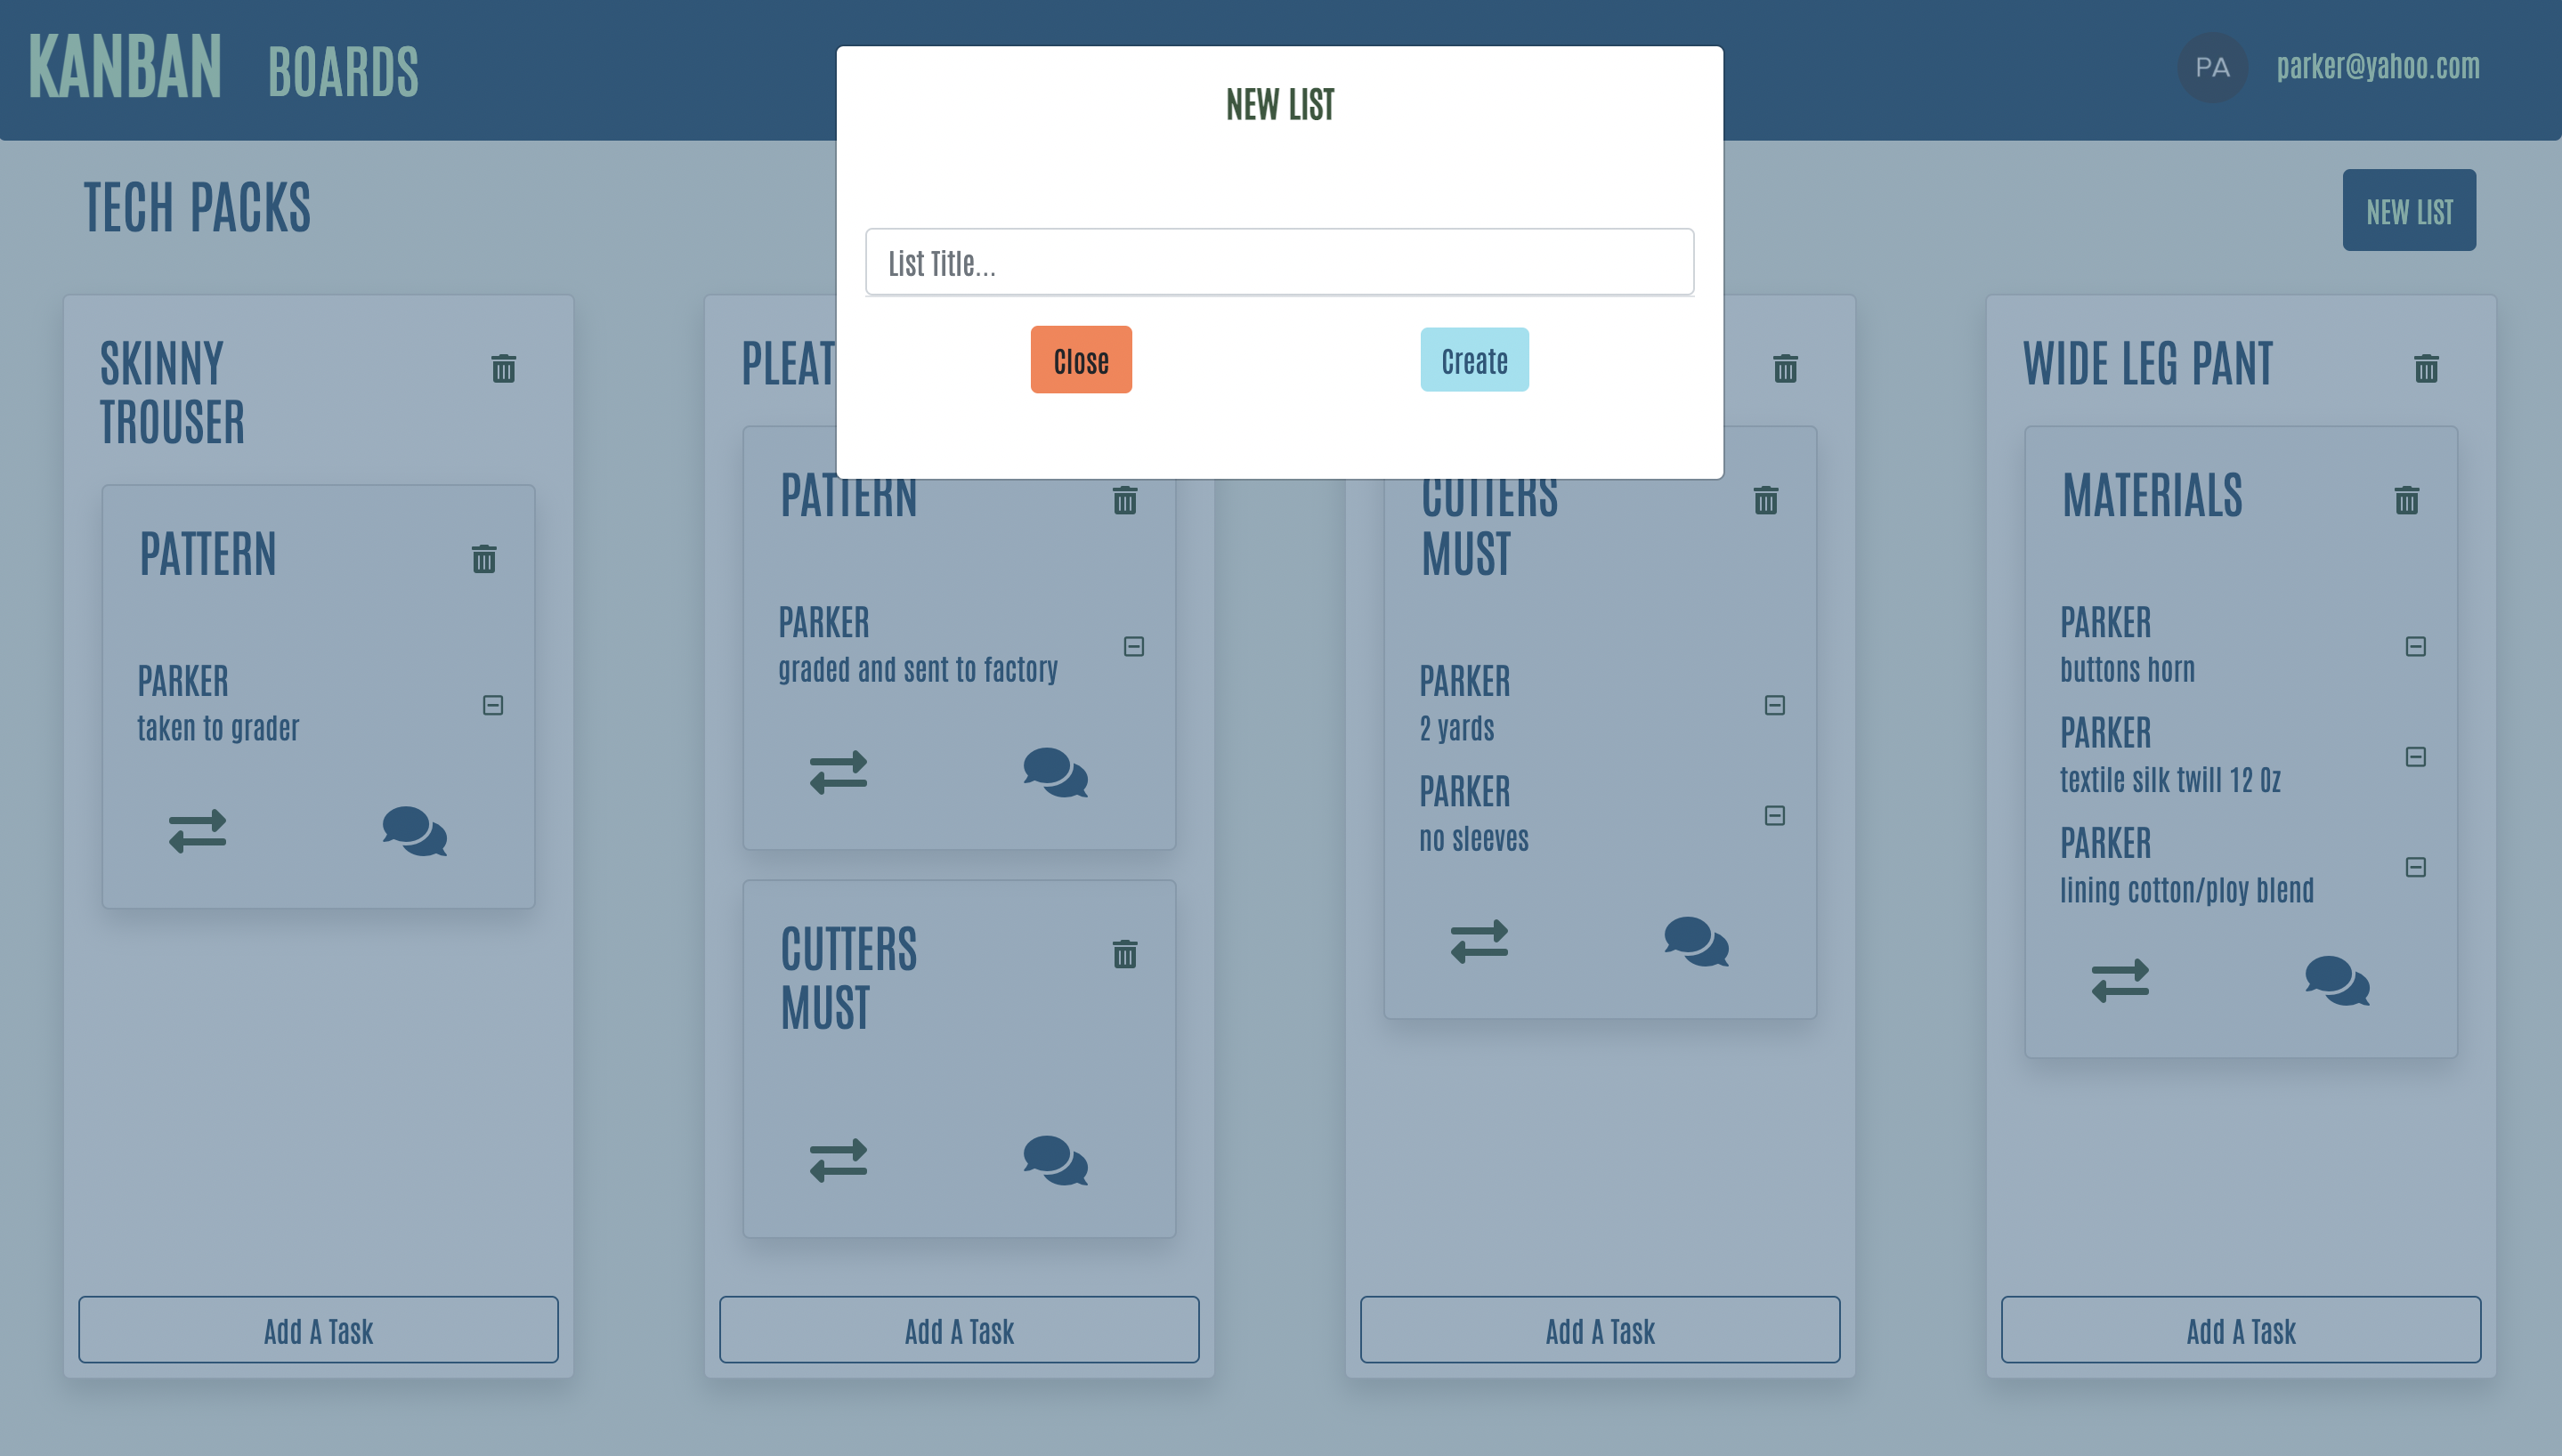 KANBAN BOARDS
PA parker@yahoo.com
NEW LIST
List Title...
Close Create
TECH PACKS
NEW LIST
SKINNY
TROUSER
PATTERN
PARKER
taken to grader
Add A Task
PATTERN
PARKER
graded and sent to factory
CUTTERS
MUST
Add A Task
CUTTERS
MUST
PARKER
2 yards
PARKER
no sleeves
Add A Task
WIDE LEG PANT
MATERIALS
PARKER
buttons horn
PARKER
textile silk twill 12 Oz
PARKER
lining cotton/ploy blend
Add A Task